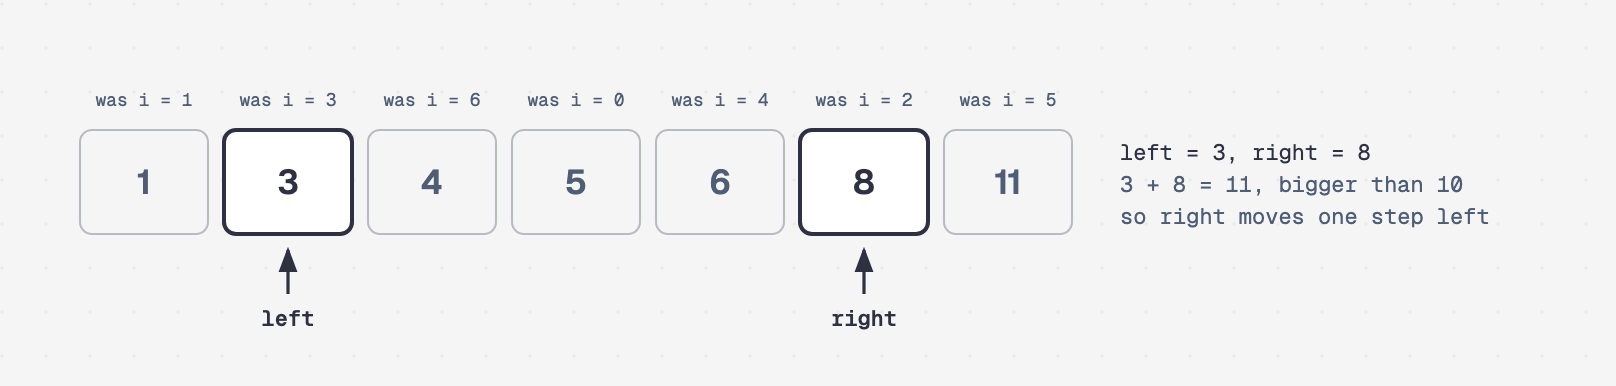 was i = 1 was i = 3 was i = 6 was i = 0 was i = 4 was i = 2 was i = 5
1 3 4 5 6 8 11
left = 3, right = 8
3 + 8 = 11, bigger than 10
so right moves one step left
left right